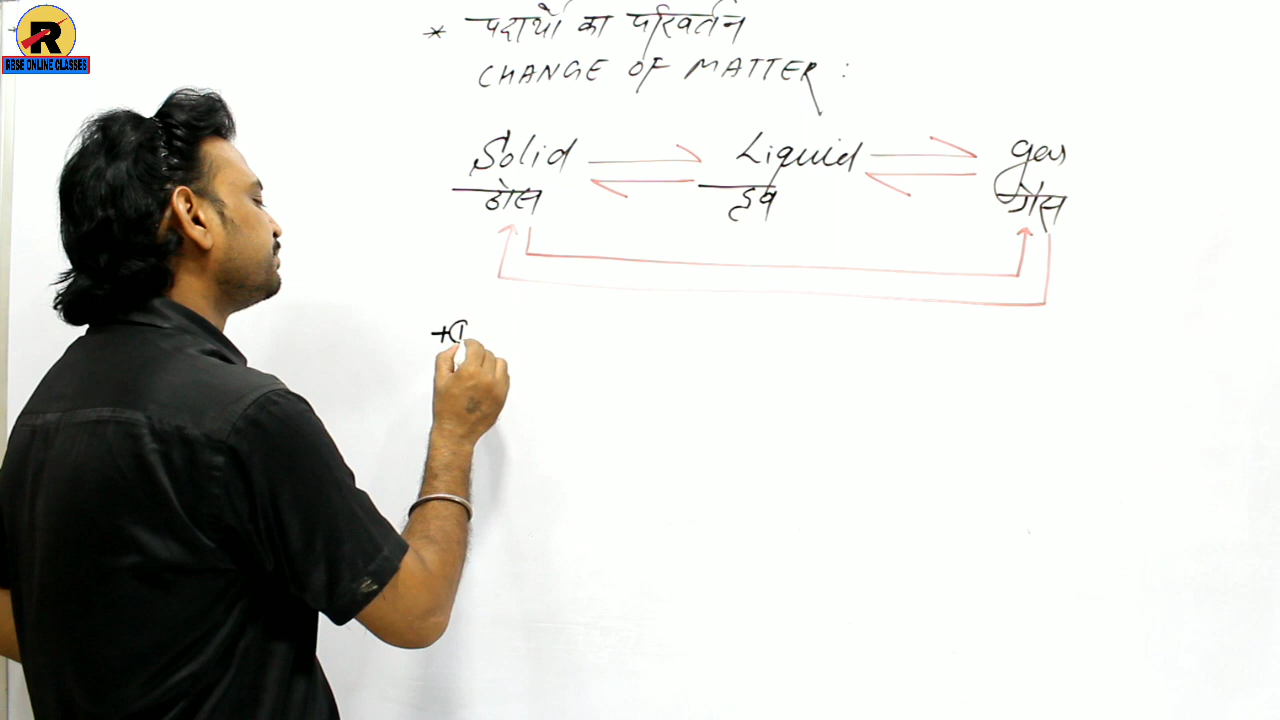 R
RBSE ONLINE CLASSES
* पदार्थो का परिवर्तन
CHANGE OF MATTER :
Solid Liquid gas
ठोस द्रव गैस